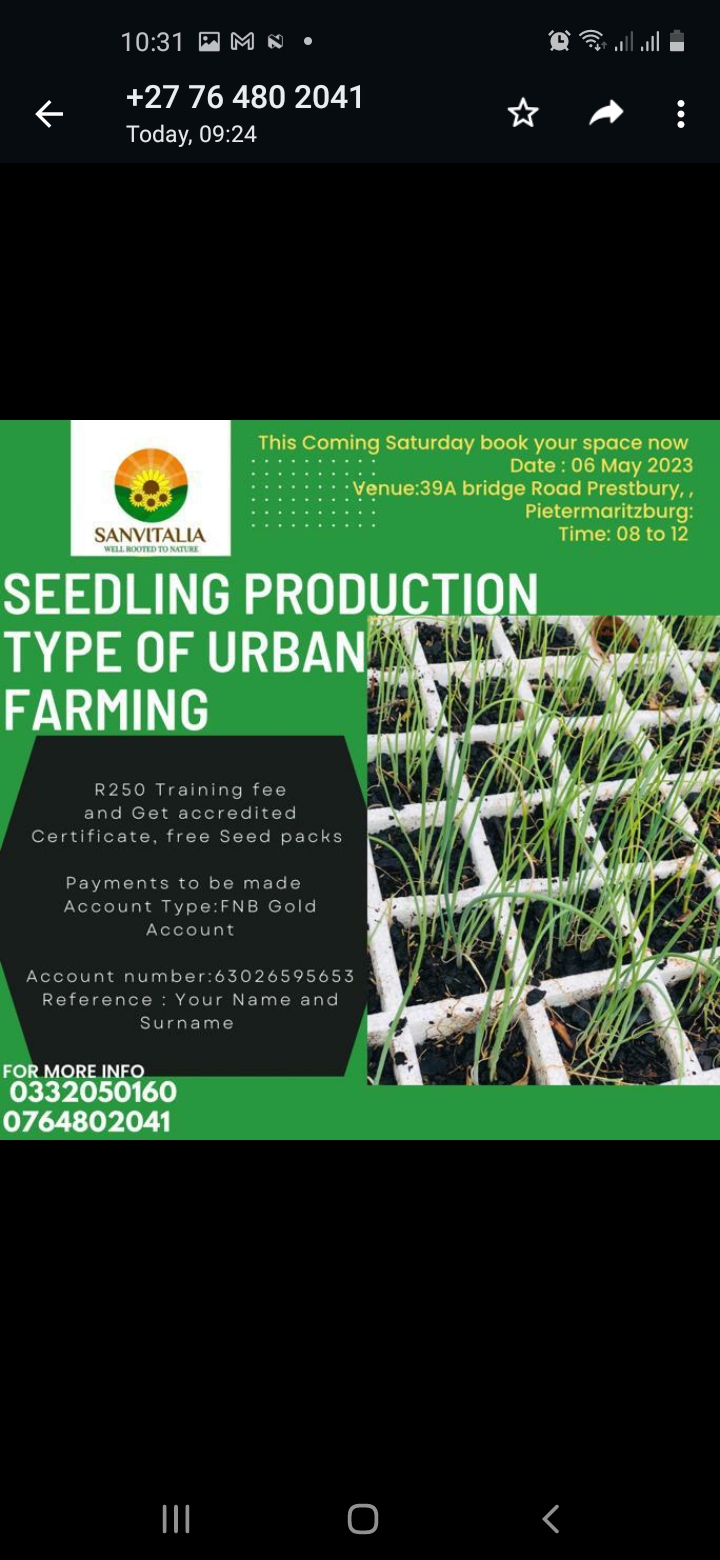 10:31
+27 76 480 2041
Today, 09:24
SANVITALIA
WELL ROOTED TO NATURE
This Coming Saturday book your space now
Date : 06 May 2023
Venue:39A bridge Road Prestbury, ,
Pietermaritzburg:
Time: 08 to 12
SEEDLING PRODUCTION
TYPE OF URBAN
FARMING
R250 Training fee
and Get accredited
Certificate, free Seed packs
Payments to be made
Account Type:FNB Gold
Account
Account number:63026595653
Reference : Your Name and
Surname
FOR MORE INFO
0332050160
0764802041